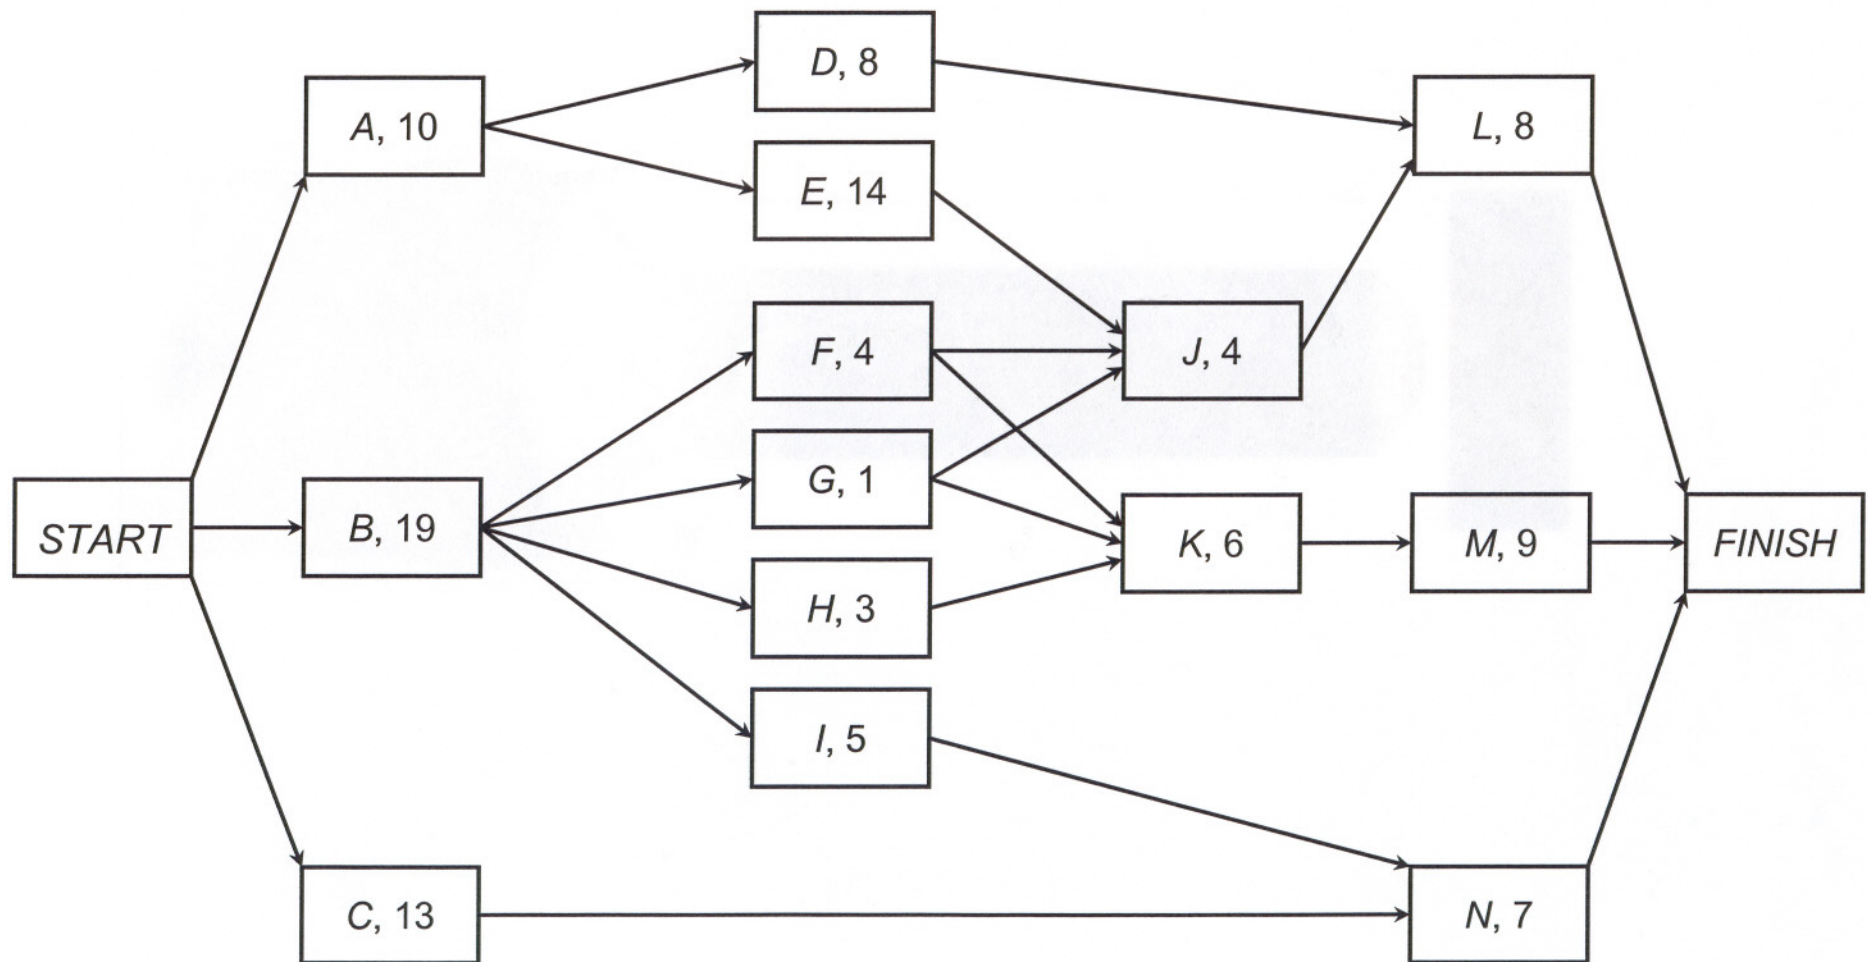 D, 8
A, 10
L, 8
E, 14
F, 4
J, 4
G, 1
START
B, 19
K, 6
M, 9
FINISH
H, 3
I, 5
C, 13
N, 7